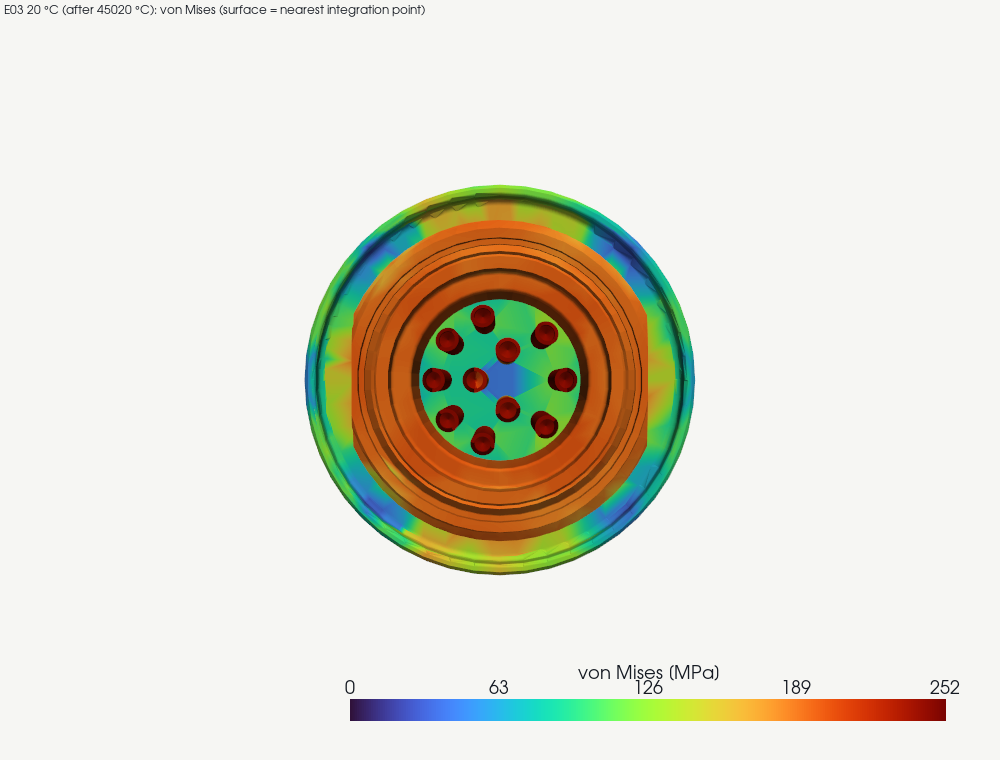 E03 20 °C (after 45020 °C): von Mises (surface = nearest integration point)
von Mises [MPa]
0 63 126 189 252